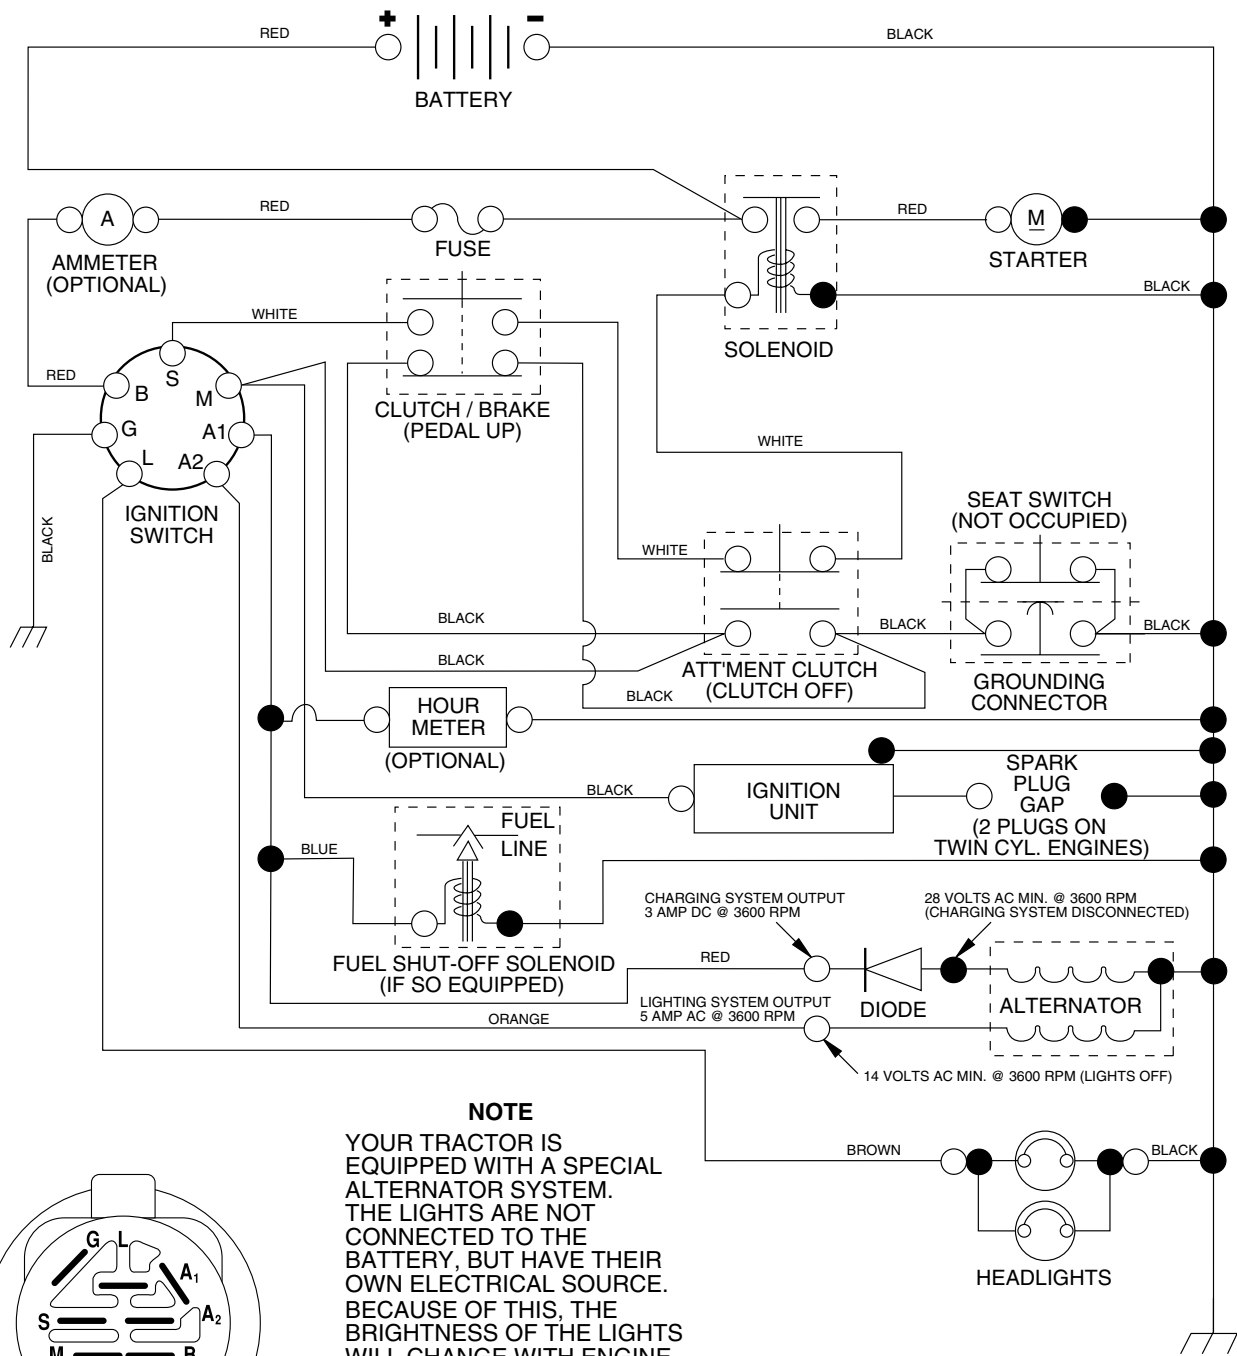 + -
RED
BLACK
BATTERY
A
RED
RED
M
AMMETER
(OPTIONAL)
FUSE
STARTER
BLACK
WHITE
SOLENOID
RED
S
B
M
CLUTCH / BRAKE
(PEDAL UP)
G
A1
L
A2
WHITE
IGNITION
SWITCH
BLACK
SEAT SWITCH
(NOT OCCUPIED)
WHITE
BLACK
BLACK
BLACK
BLACK
ATT'MENT CLUTCH
(CLUTCH OFF)
GROUNDING
CONNECTOR
BLACK
HOUR
METER
(OPTIONAL)
BLACK
IGNITION
UNIT
SPARK
PLUG
GAP
(2 PLUGS ON
TWIN CYL. ENGINES)
FUEL
LINE
BLUE
FUEL SHUT-OFF SOLENOID
(IF SO EQUIPPED)
CHARGING SYSTEM OUTPUT
3 AMP DC @ 3600 RPM
28 VOLTS AC MIN. @ 3600 RPM
(CHARGING SYSTEM DISCONNECTED)
RED
DIODE
ALTERNATOR
LIGHTING SYSTEM OUTPUT
5 AMP AC @ 3600 RPM
ORANGE
14 VOLTS AC MIN. @ 3600 RPM (LIGHTS OFF)
BROWN
BLACK
HEADLIGHTS
NOTE
YOUR TRACTOR IS
EQUIPPED WITH A SPECIAL
ALTERNATOR SYSTEM.
THE LIGHTS ARE NOT
CONNECTED TO THE
BATTERY, BUT HAVE THEIR
OWN ELECTRICAL SOURCE.
BECAUSE OF THIS, THE
BRIGHTNESS OF THE LIGHTS
WILL CHANGE WITH ENGINE
G L
A1
A2
S
M B